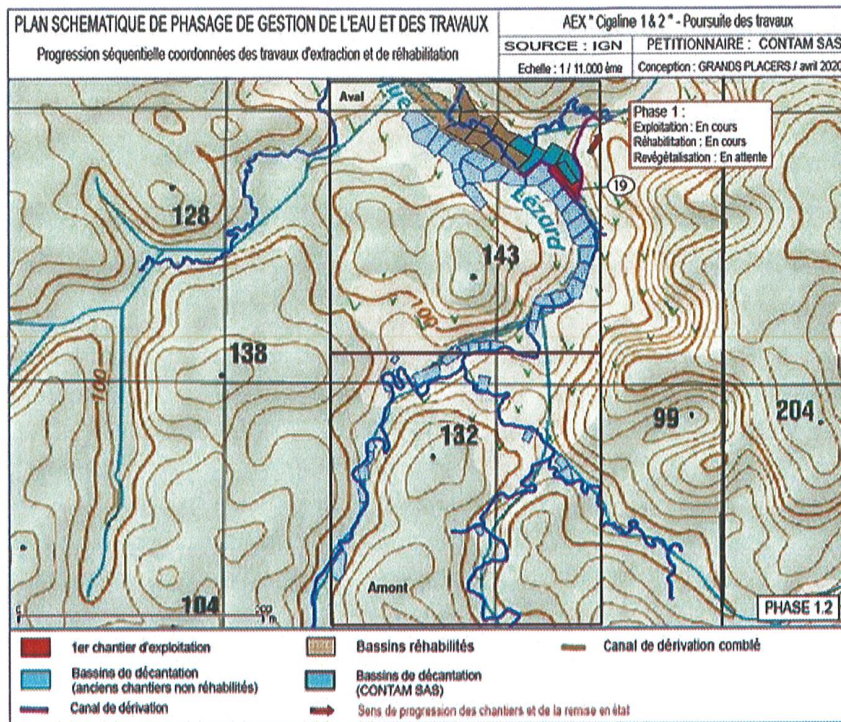 PLAN SCHEMATIQUE DE PHASAGE DE GESTION DE L'EAU ET DES TRAVAUX
Progression séquentielle coordonnées des travaux d'extraction et de réhabilitation
AEX " Cigaline 1 & 2 " - Poursuite des travaux
SOURCE : IGN
PETITIONNAIRE : CONTAM SAS
Echelle : 1 / 11.000 ème
Conception : GRANDS PLACERS / avril 2020
Aval
Phase 1 :
Exploitation : En cours
Réhabilitation : En cours
Revégétalisation : En attente
19
Lézard
128
143
100
138
100
132
99
204
Amont
104
0
m
PHASE 1.2
1er chantier d'exploitation
Bassins réhabilités
Canal de dérivation comblé
Bassins de décantation
(anciens chantiers non réhabilités)
Bassins de décantation
(CONTAM SAS)
Canal de dérivation
Sens de progression des chantiers et de la remise en état